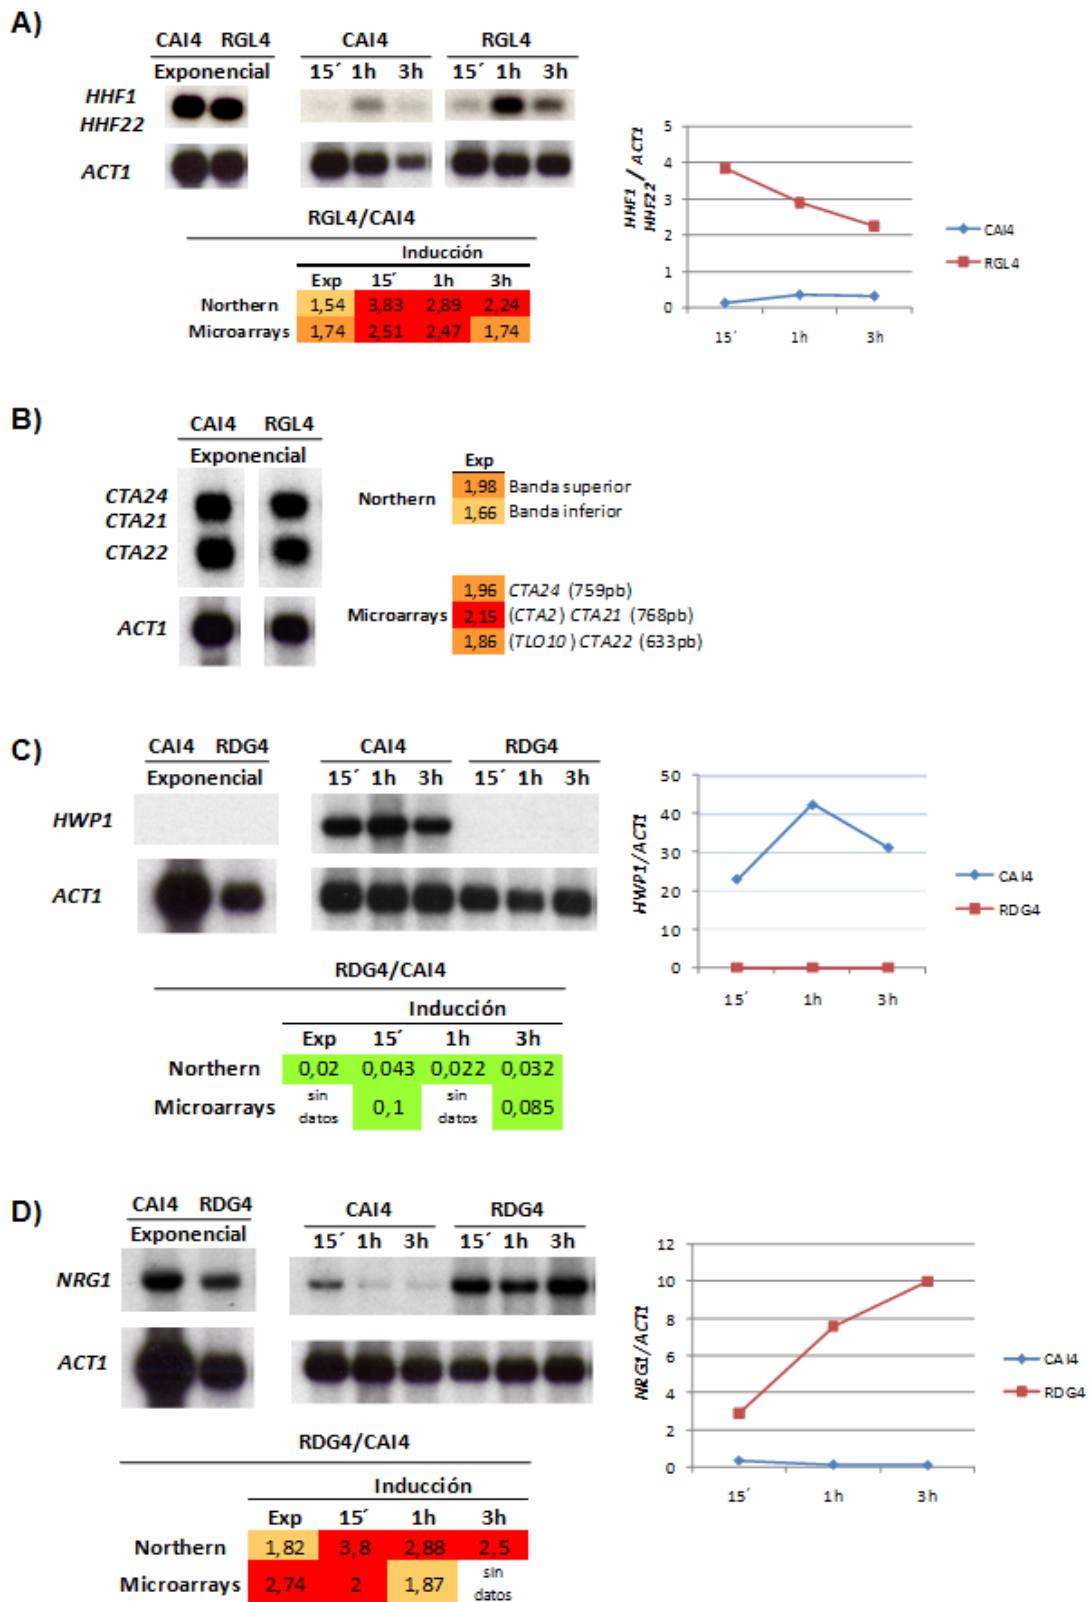 A)
CAI4 RGL4
Exponencial
CAI4 RGL4
15´ 1h 3h 15´ 1h 3h
HHF1
HHF22
ACT1
RGL4/CAI4
Inducción
Exp 15´ 1h 3h
Northern 1,54 3,83 2,89 2,24
Microarrays 1,74 2,51 2,47 1,74
HHF1
HHF22 / ACT1
5
4
3
2
1
0
15´ 1h 3h
CAI4
RGL4
B)
CAI4 RGL4
Exponencial
CTA24
CTA21
CTA22
ACT1
Exp
Northern
1,98 Banda superior
1,66 Banda inferior
Microarrays
1,96 CTA24 (759pb)
2,15 (CTA2) CTA21 (768pb)
1,86 (TLO10) CTA22 (633pb)
C)
CAI4 RDG4
Exponencial
CAI4 RDG4
15´ 1h 3h 15´ 1h 3h
HWP1
ACT1
RDG4/CAI4
Inducción
Exp 15´ 1h 3h
Northern 0,02 0,043 0,022 0,032
Microarrays sin datos 0,1 sin datos 0,085
HWP1/ACT1
50
40
30
20
10
0
15´ 1h 3h
CAI4
RDG4
D)
CAI4 RDG4
Exponencial
CAI4 RDG4
15´ 1h 3h 15´ 1h 3h
NRG1
ACT1
RDG4/CAI4
Inducción
Exp 15´ 1h 3h
Northern 1,82 3,8 2,88 2,5
Microarrays 2,74 2 1,87 sin datos
NRG1/ACT1
12
10
8
6
4
2
0
15´ 1h 3h
CAI4
RDG4